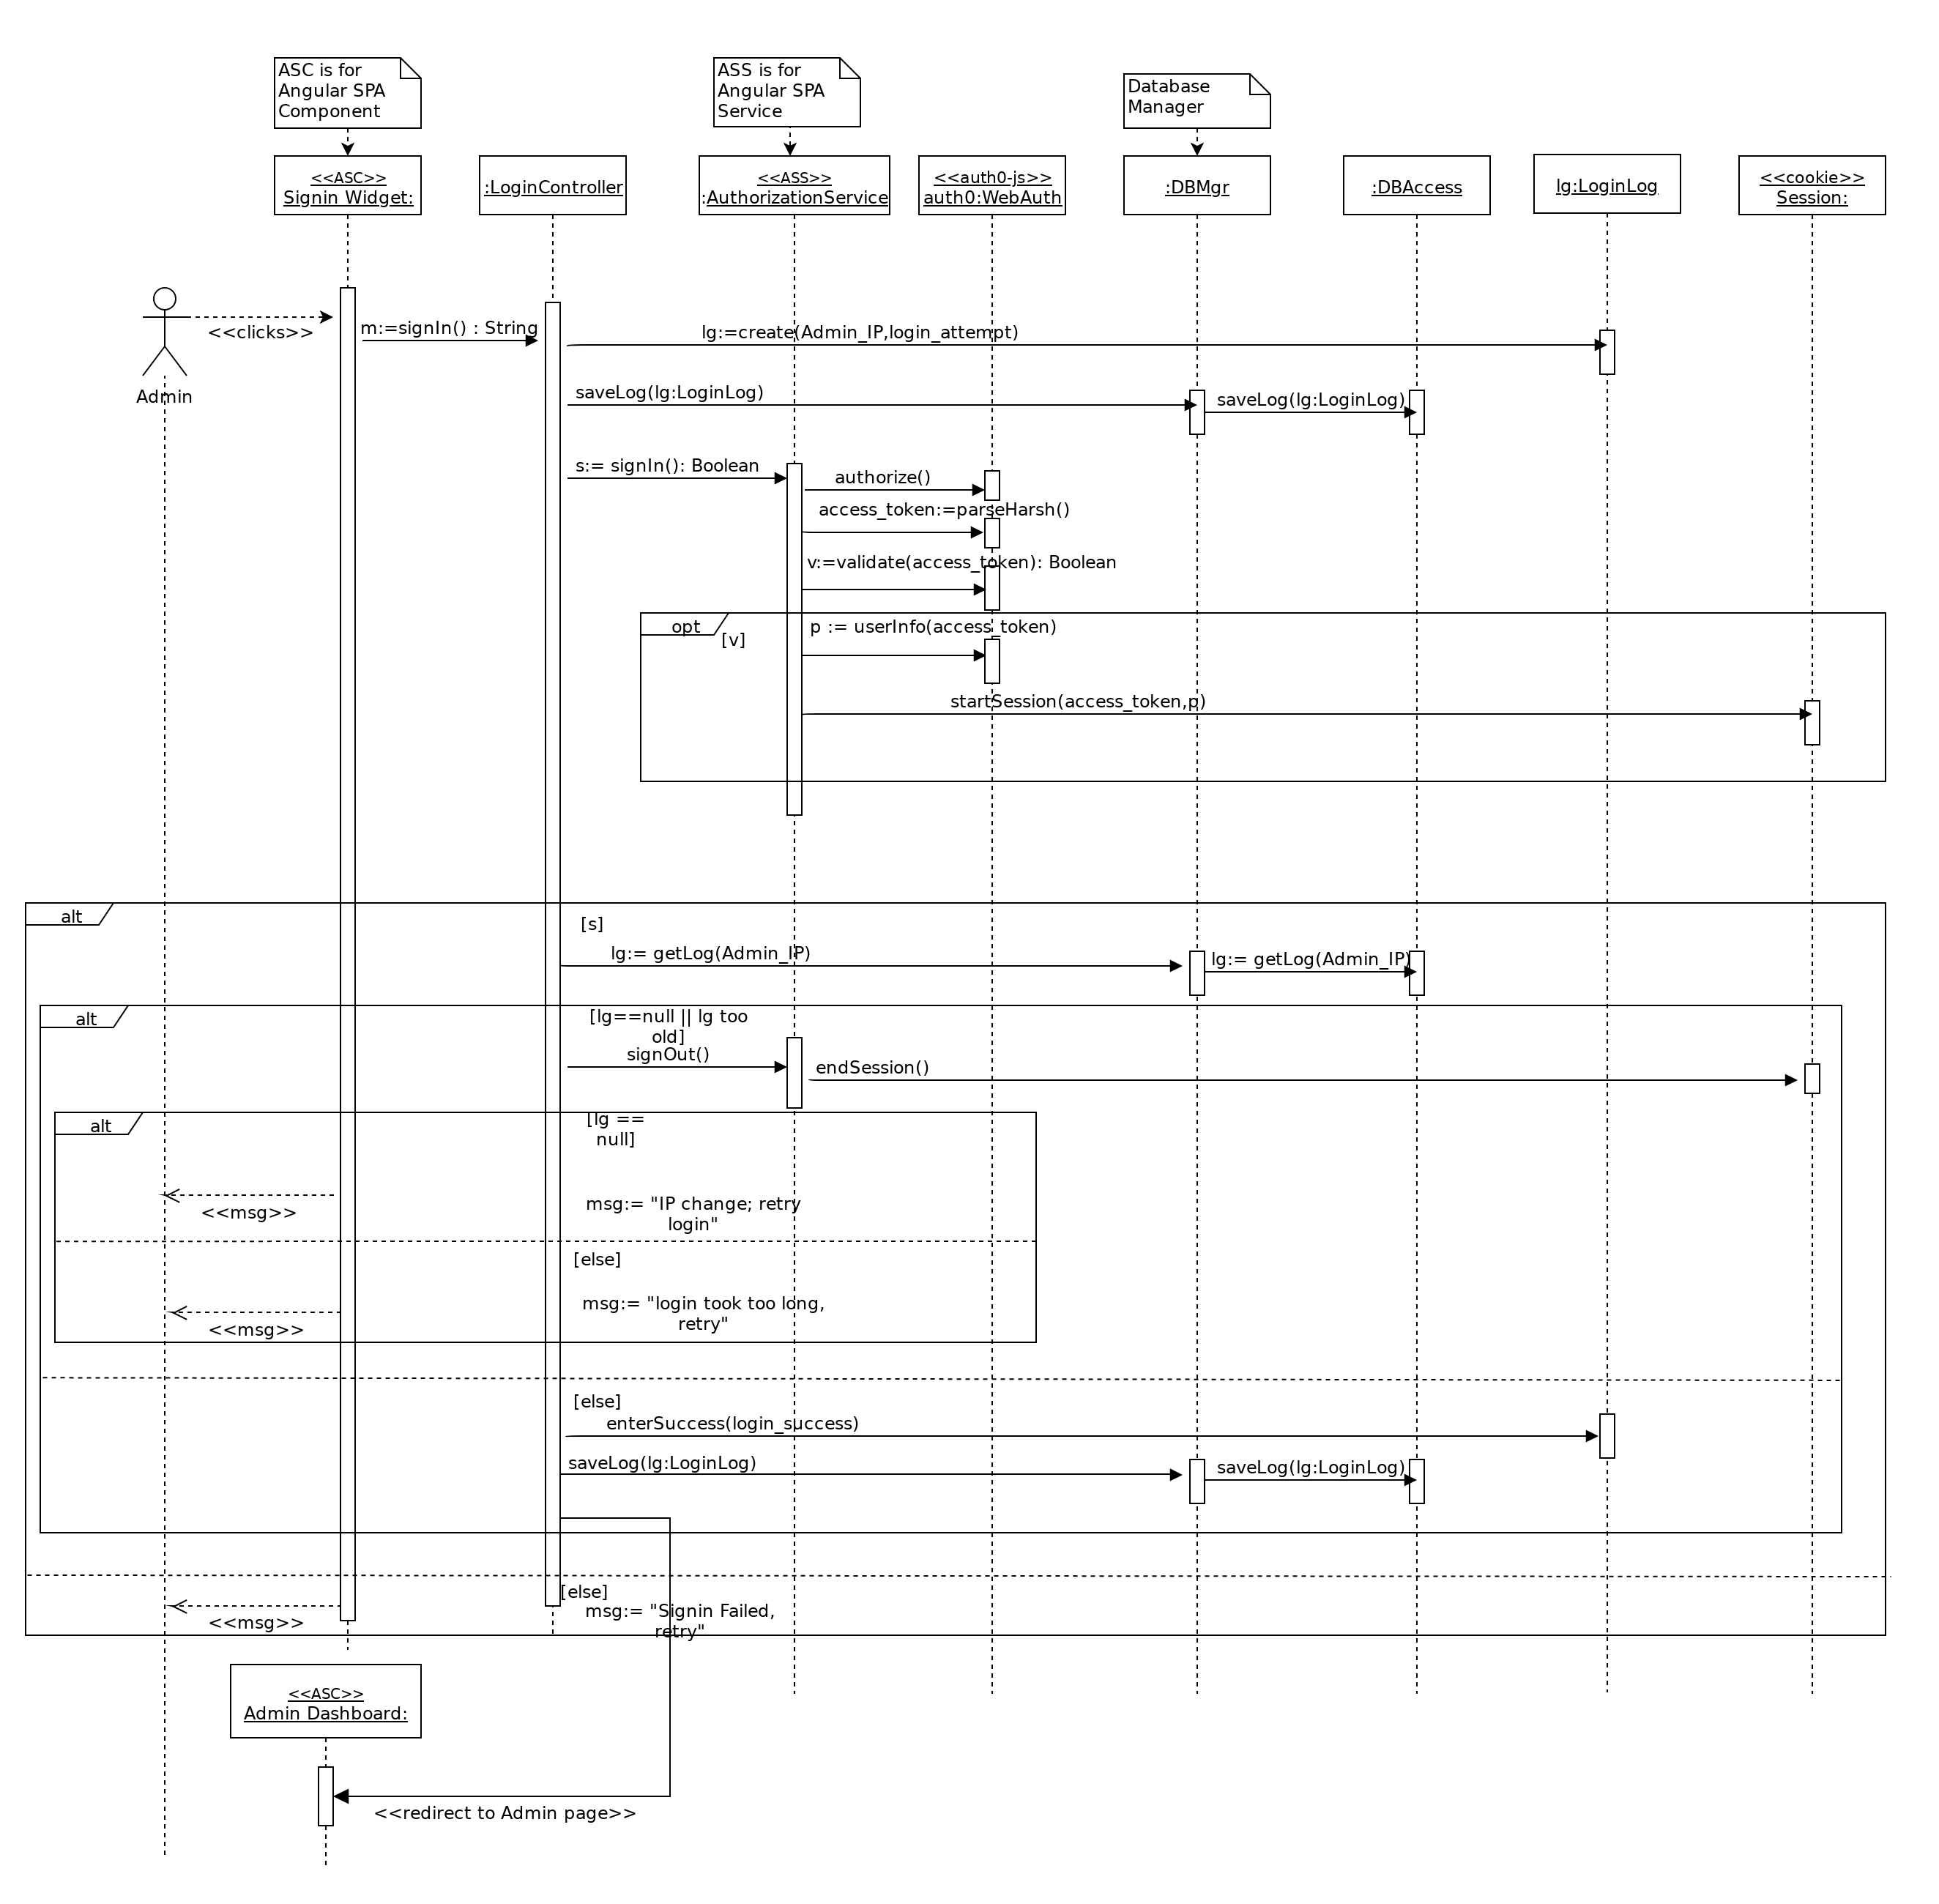 ASC is for
Angular SPA
Component
ASS is for
Angular SPA
Service
Database
Manager
<<ASC>>
Signin Widget:
:LoginController
<<ASS>>
:AuthorizationService
<<auth0-js>>
auth0:WebAuth
:DBMgr
:DBAccess
lg:LoginLog
<<cookie>>
Session:
<<clicks>>
Admin
m:=signIn() : String
lg:=create(Admin_IP,login_attempt)
saveLog(lg:LoginLog)
saveLog(lg:LoginLog)
s:= signIn(): Boolean
authorize()
access_token:=parseHarsh()
v:=validate(access_token): Boolean
opt
[v]
p := userInfo(access_token)
startSession(access_token,p)
alt
[s]
lg:= getLog(Admin_IP)
lg:= getLog(Admin_IP)
alt
[lg==null || lg too
old]
signOut()
endSession()
alt
[lg ==
null]
<<msg>>
msg:= "IP change; retry
login"
[else]
<<msg>>
msg:= "login took too long,
retry"
[else]
enterSuccess(login_success)
saveLog(lg:LoginLog)
saveLog(lg:LoginLog)
[else]
<<msg>>
msg:= "Signin Failed,
retry"
<<ASC>>
Admin Dashboard:
<<redirect to Admin page>>